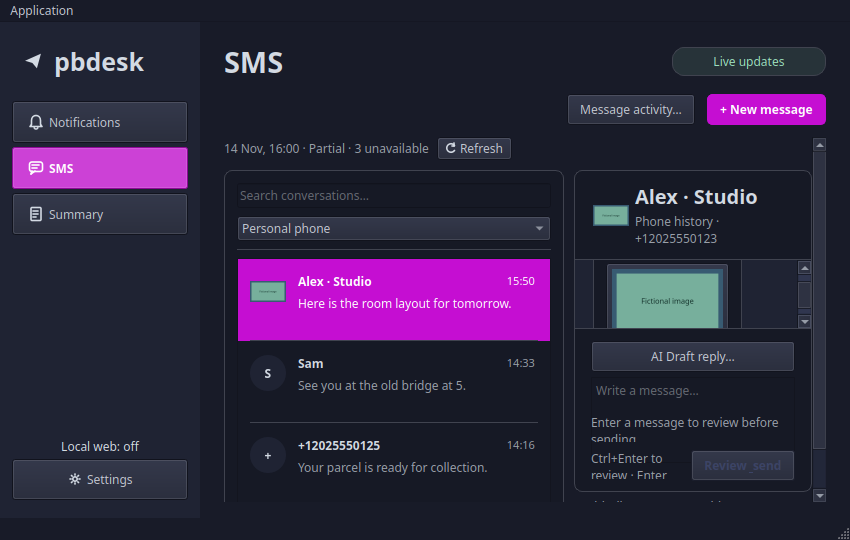 Application
pbdesk
Notifications
SMS
Summary
Local web: off
Settings
SMS
Live updates
Message activity...
+ New message
14 Nov, 16:00 · Partial · 3 unavailable
Refresh
Search conversations...
Personal phone
Alex · Studio
15:50
Here is the room layout for tomorrow.
Sam
14:33
S
See you at the old bridge at 5.
+12025550125
14:16
+
Your parcel is ready for collection.
Alex · Studio
Phone history ·
+12025550123
Fictional image
AI Draft reply...
Write a message...
Enter a message to review before
sending
Ctrl+Enter to
review · Enter
Review_send